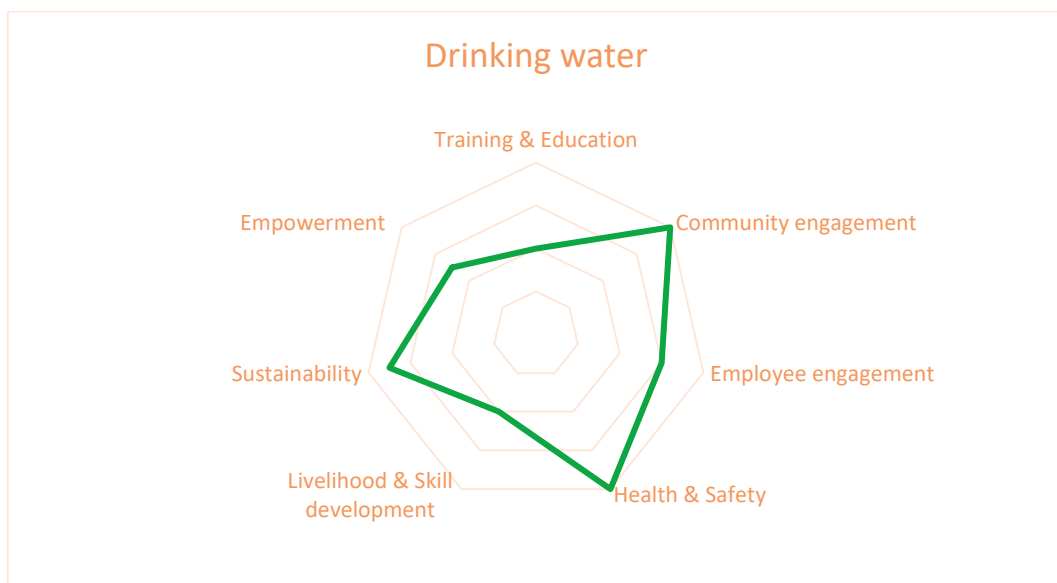 Drinking water
Training & Education
Community engagement
Employee engagement
Health & Safety
Livelihood & Skill
development
Sustainability
Empowerment